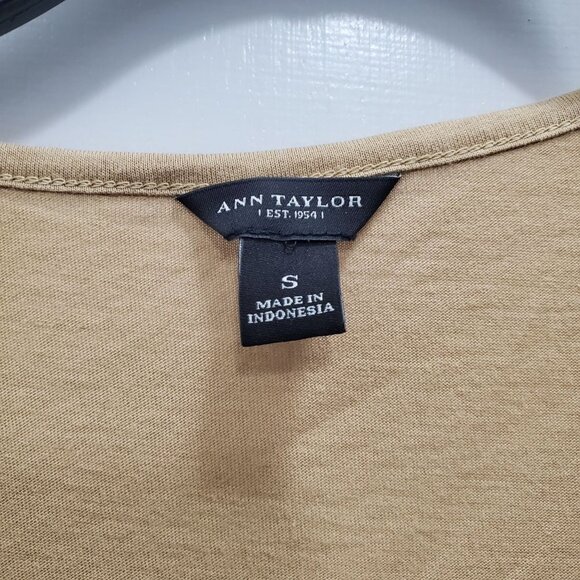 ANN TAYLOR
| EST. 1954 |
S
MADE IN
INDONESIA